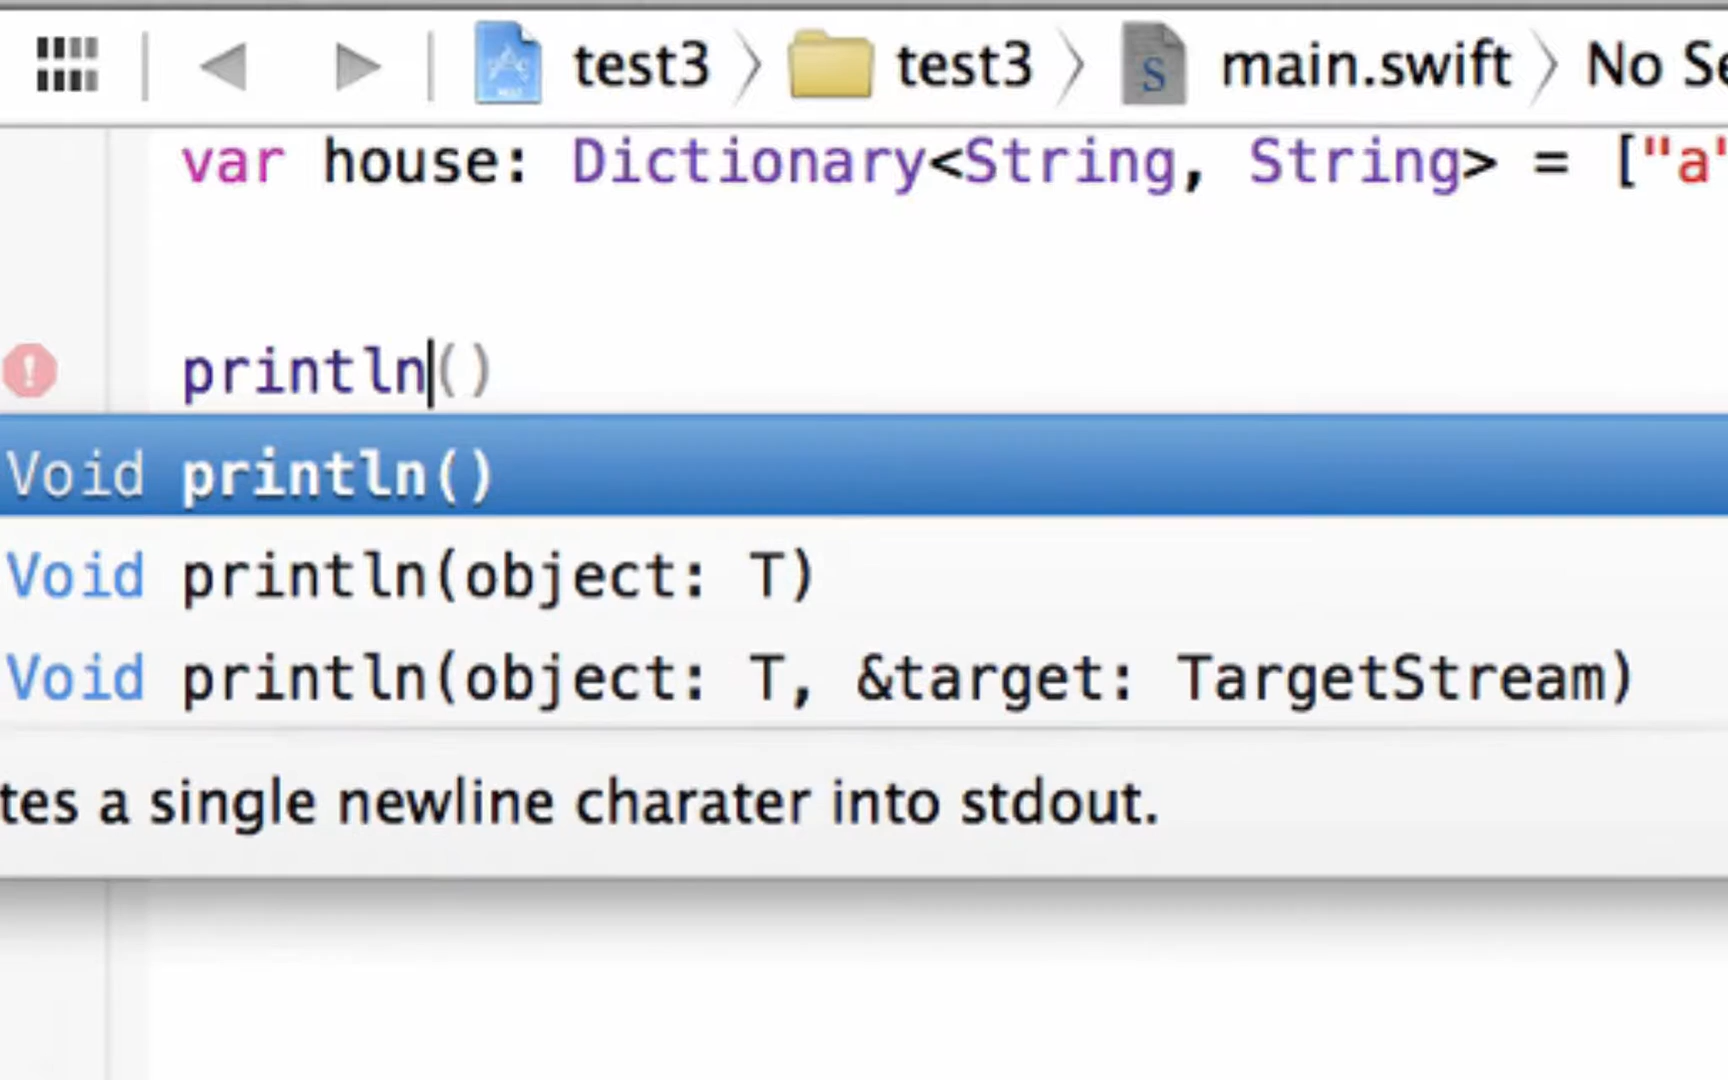 test3 test3 main.swift No Se
var house: Dictionary<String, String> = ["a"
println()
Void println()
Void println(object: T)
Void println(object: T, &target: TargetStream)
tes a single newline charater into stdout.